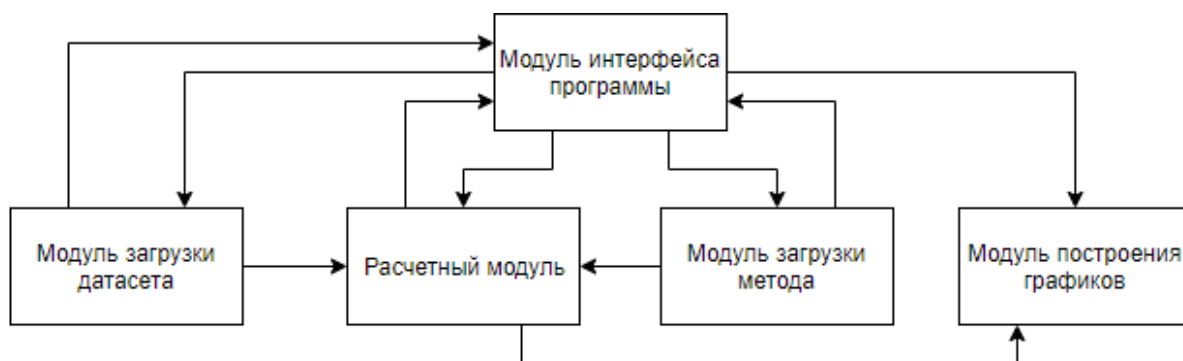 Модуль интерфейса
программы
Модуль загрузки
датасета
Расчетный модуль
Модуль загрузки
метода
Модуль построения
графиков